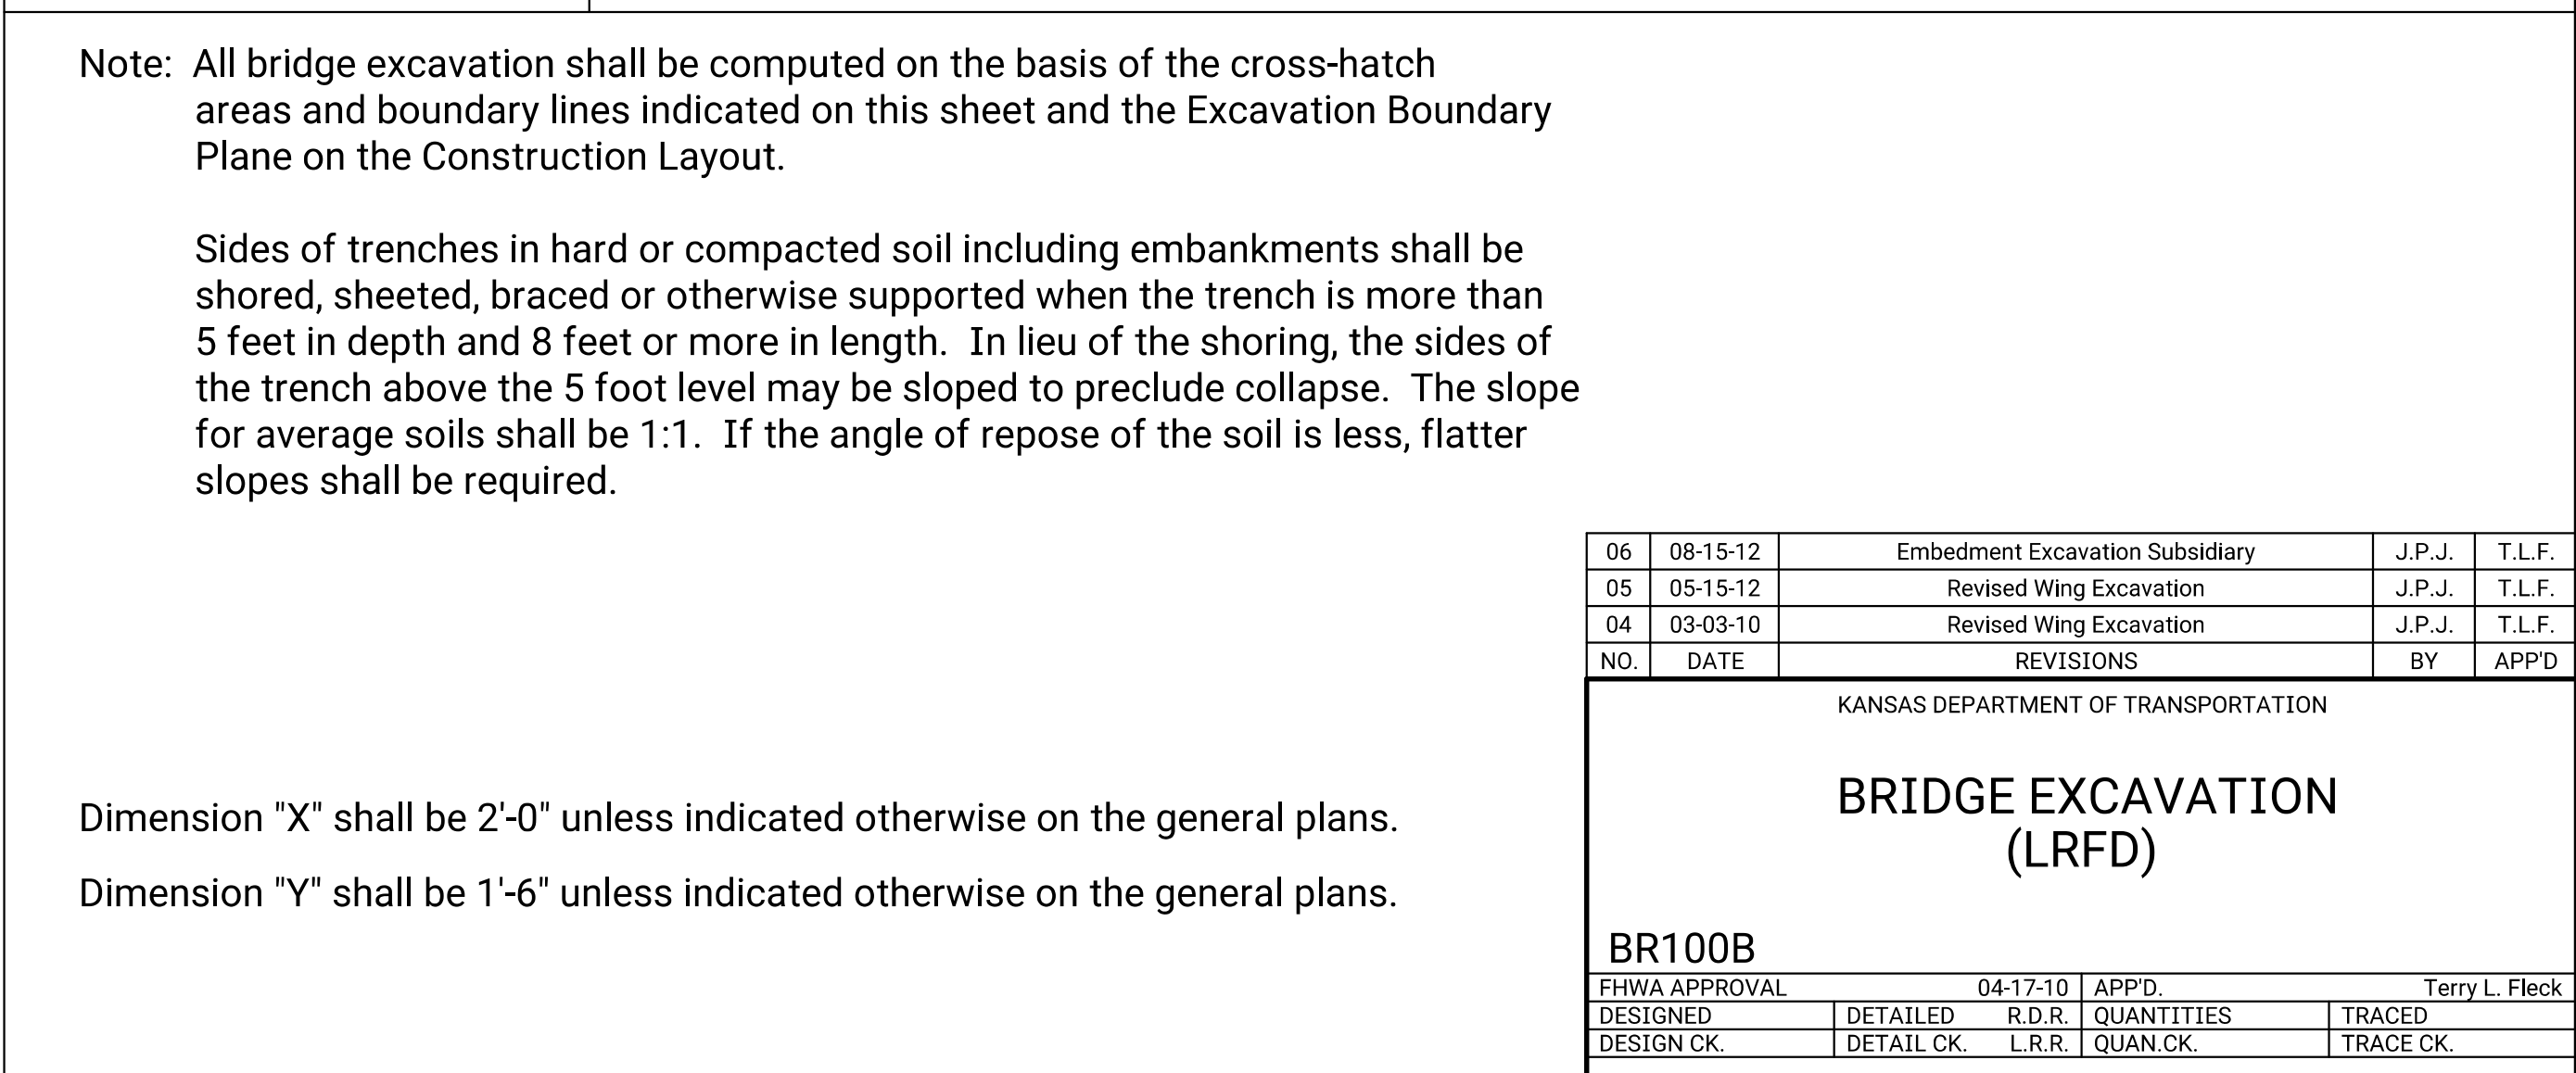 Note: All bridge excavation shall be computed on the basis of the cross-hatch
areas and boundary lines indicated on this sheet and the Excavation Boundary
Plane on the Construction Layout.
Sides of trenches in hard or compacted soil including embankments shall be
shored, sheeted, braced or otherwise supported when the trench is more than
5 feet in depth and 8 feet or more in length. In lieu of the shoring, the sides of
the trench above the 5 foot level may be sloped to preclude collapse. The slope
for average soils shall be 1:1. If the angle of repose of the soil is less, flatter
slopes shall be required.
Dimension "X" shall be 2'-0" unless indicated otherwise on the general plans.
Dimension "Y" shall be 1'-6" unless indicated otherwise on the general plans.
06 08-15-12 Embedment Excavation Subsidiary J.P.J. T.L.F.
05 05-15-12 Revised Wing Excavation J.P.J. T.L.F.
04 03-03-10 Revised Wing Excavation J.P.J. T.L.F.
NO. DATE REVISIONS BY APP'D
KANSAS DEPARTMENT OF TRANSPORTATION
BRIDGE EXCAVATION
(LRFD)
BR100B
FHWA APPROVAL 04-17-10 APP'D. Terry L. Fleck
DESIGNED DETAILED R.D.R. QUANTITIES TRACED
DESIGN CK. DETAIL CK. L.R.R. QUAN.CK. TRACE CK.